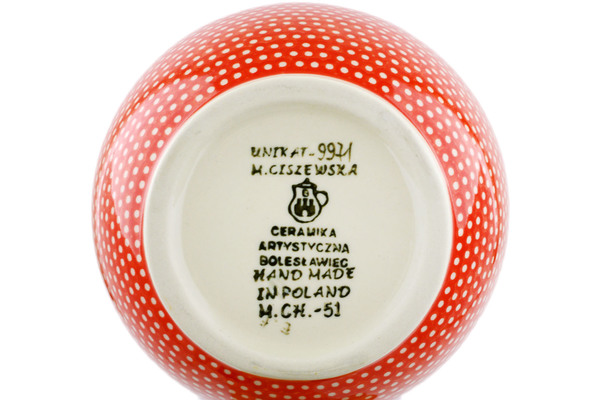 UNIKAT-9971
M.CISZEWSKA
CERAMIKA
ARTYSTYCZNA
BOLESŁAWIEC
HAND MADE
IN POLAND
M.CH.-51